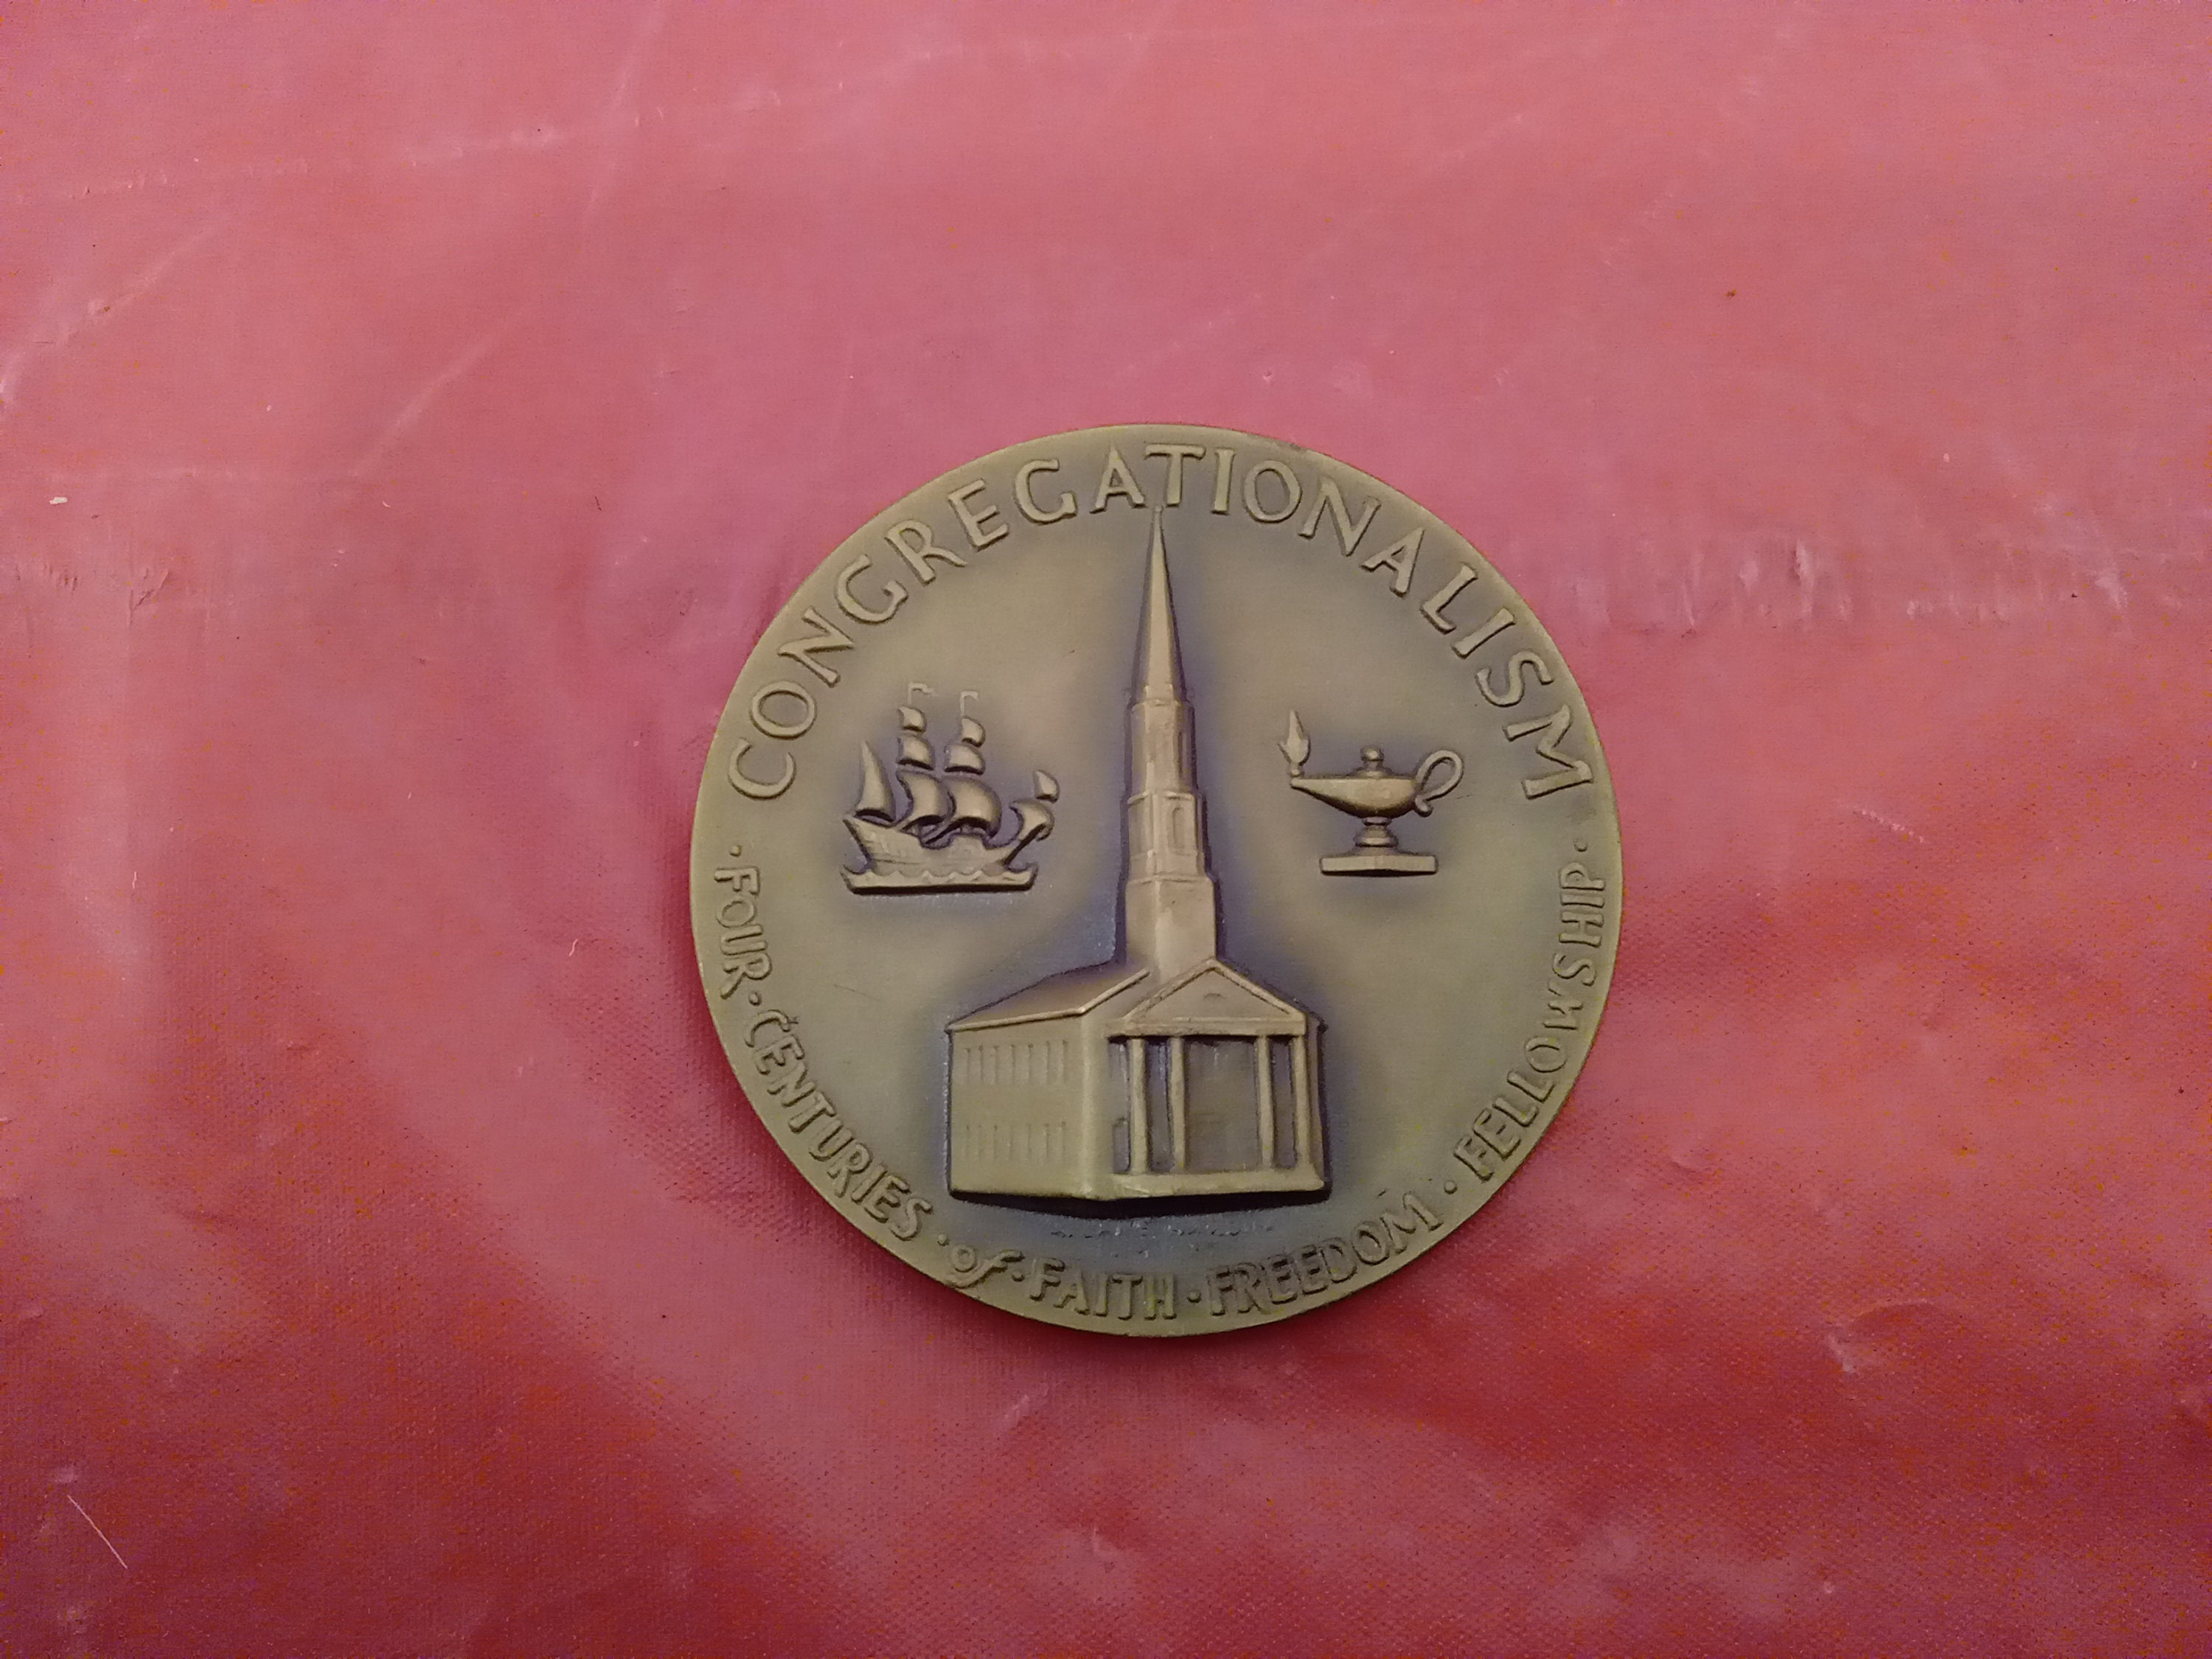 CONGREGATIONALISM
· FOUR · CENTURIES · of · FAITH · FREEDOM · FELLOWSHIP ·